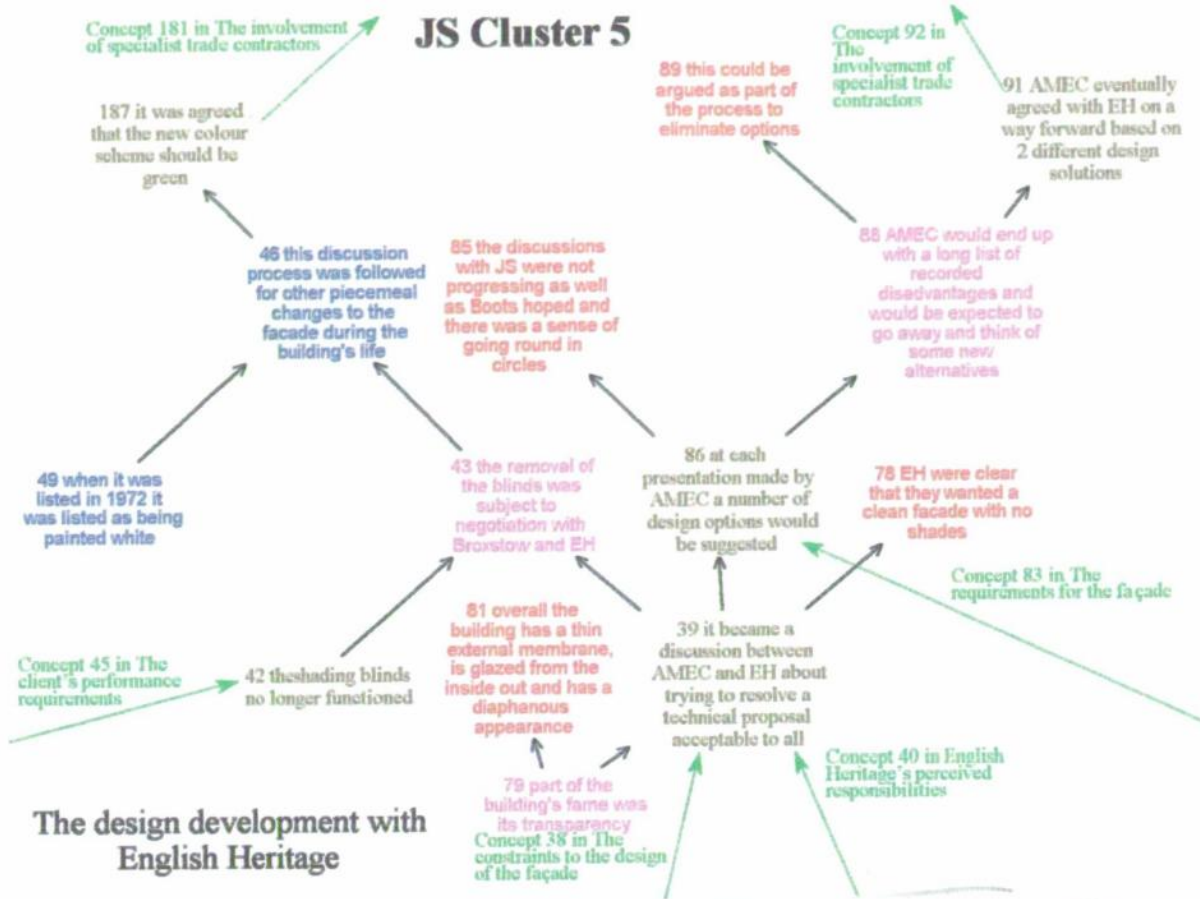 JS Cluster 5
Concept 181 in The involvement
of specialist trade contractors
187 it was agreed
that the new colour
scheme should be
green
89 this could be
argued as part of
the process to
eliminate options
Concept 92 in
The
involvement of
specialist trade
contractors
91 AMEC eventually
agreed with EH on a
way forward based on
2 different design
solutions
46 this discussion
process was followed
for other piecemeal
changes to the
facade during the
building's life
85 the discussions
with JS were not
progressing as well
as Boots hoped and
there was a sense of
going round in
circles
88 AMEC would end up
with a long list of
recorded
disadvantages and
would be expected to
go away and think of
some new
alternatives
49 when it was
listed in 1972 it
was listed as being
painted white
43 the removal of
the blinds was
subject to
negotiation with
Broxstow and EH
86 at each
presentation made by
AMEC a number of
design options would
be suggested
78 EH were clear
that they wanted a
clean facade with no
shades
Concept 83 in The
requirements for the façade
81 overall the
building has a thin
external membrane,
is glazed from the
inside out and has a
diaphanous
appearance
39 it became a
discussion between
AMEC and EH about
trying to resolve a
technical proposal
acceptable to all
Concept 45 in The
client's performance
requirements
42 theshading blinds
no longer functioned
79 part of the
building's fame was
its transparency
Concept 38 in The
constraints to the design
of the façade
Concept 40 in English
Heritage's perceived
responsibilities
The design development with
English Heritage